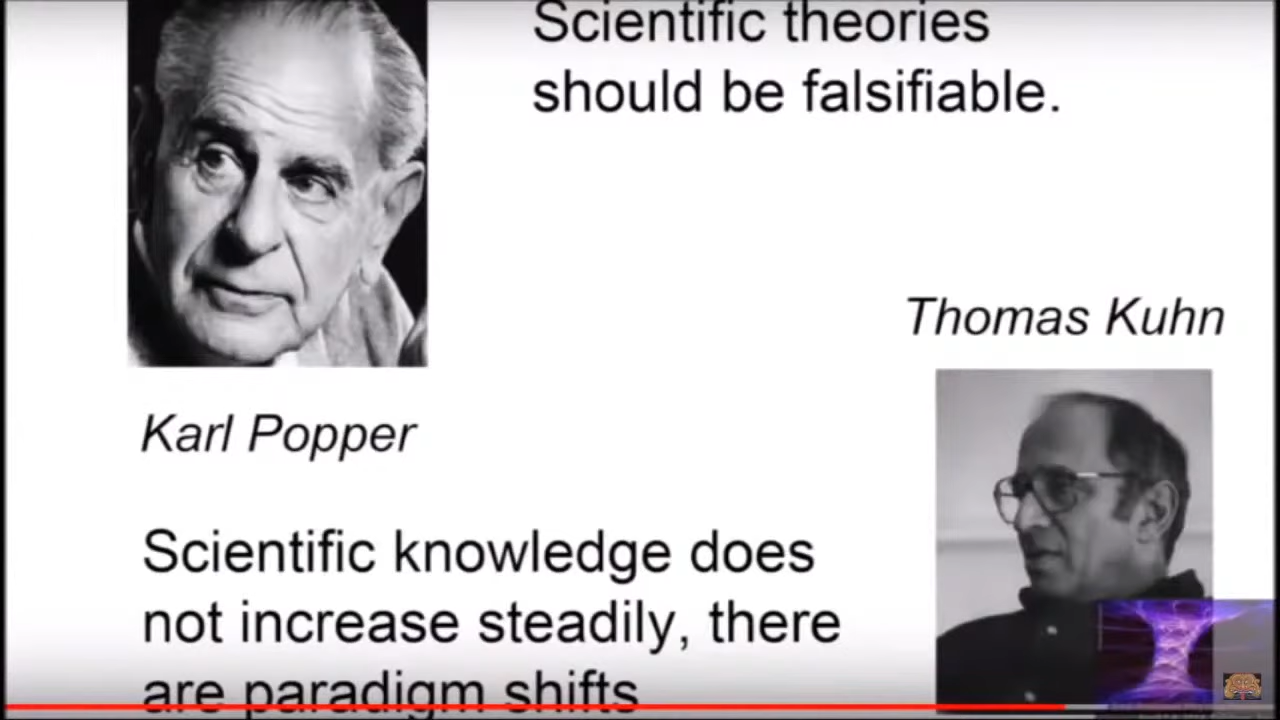 Scientific theories
should be falsifiable.
Thomas Kuhn
Karl Popper
Scientific knowledge does
not increase steadily, there
are paradigm shifts